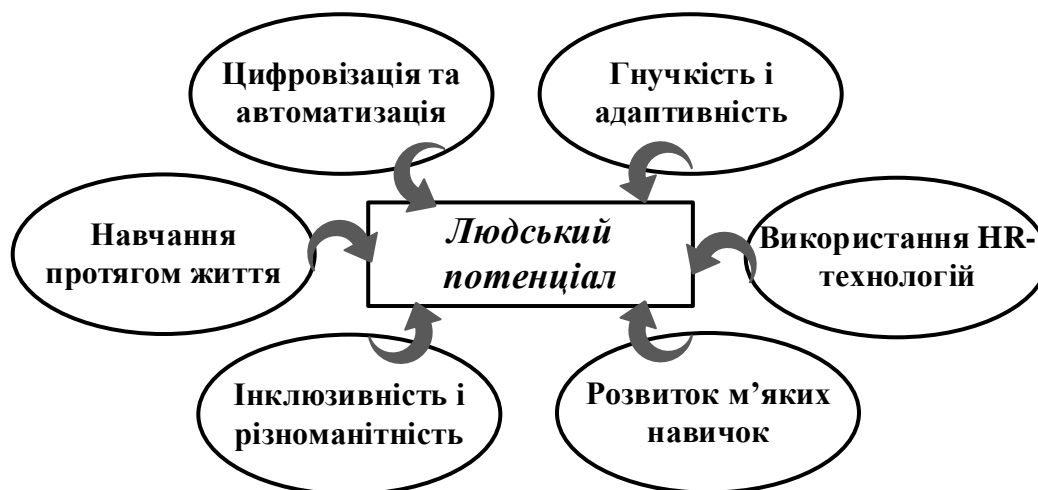 Цифровізація та
автоматизація
Гнучкість і
адаптивність
Навчання
протягом життя
Людський
потенціал
Використання HR-
технологій
Інклюзивність і
різноманітність
Розвиток м’яких
навичок